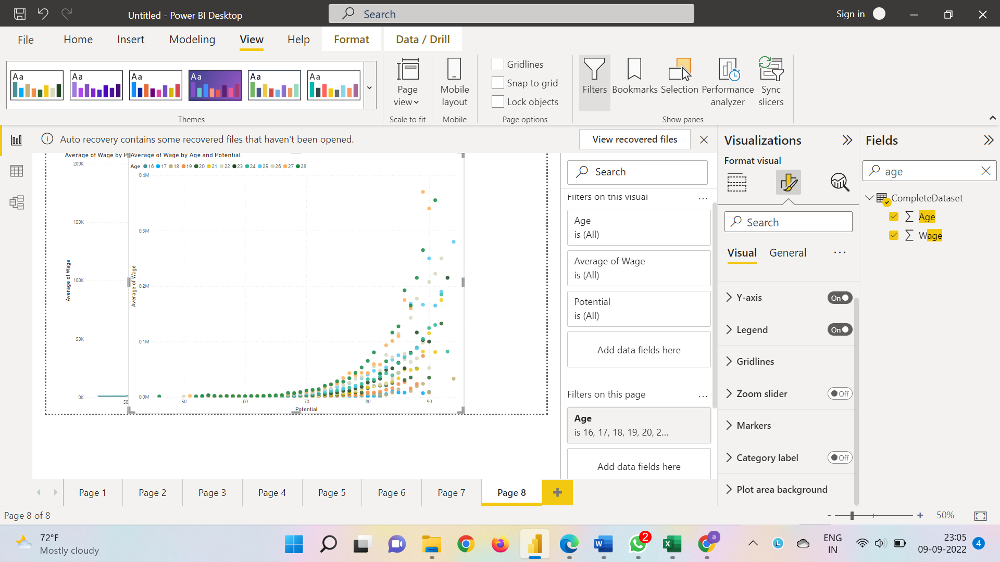 Untitled - Power BI Desktop
Search
Sign in
File
Home
Insert
Modeling
View
Help
Format
Data / Drill
Aa
Aa
Aa
Aa
Aa
Aa
Themes
Page view
Scale to fit
Mobile layout
Mobile
Gridlines
Snap to grid
Lock objects
Page options
Filters
Bookmarks
Selection
Performance analyzer
Sync slicers
Show panes
Auto recovery contains some recovered files that haven't been opened.
View recovered files
Average of Wage by P
Average of Wage by Age and Potential
Age 16 17 18 19 20 21 22 23 24 25 26 27 28
200K
150K
100K
50K
0K
Average of Wage
50
0.4M
0.3M
0.2M
0.1M
0.0M
Average of Wage
50 60 70 80 90
Potential
Search
Filters on this visual
...
Age
is (All)
Average of Wage
is (All)
Potential
is (All)
Add data fields here
Filters on this page
...
Age
is 16, 17, 18, 19, 20, 2...
Add data fields here
Visualizations
Format visual
Search
Visual
General
...
Y-axis
On
Legend
On
Gridlines
Zoom slider
Off
Markers
Category label
Off
Plot area background
Fields
age
CompleteDataset
Age
Wage
Page 1
Page 2
Page 3
Page 4
Page 5
Page 6
Page 7
Page 8
Page 8 of 8
50%
72°F
Mostly cloudy
2
a
L
ENG
IN
23:05
09-09-2022
4